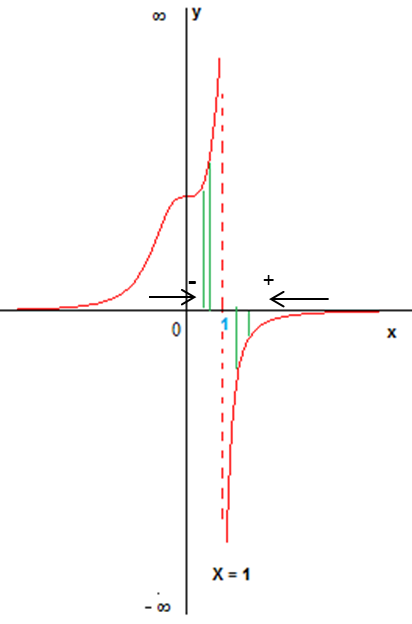 ∞ y
- +
0 1 x
X = 1
- ∞